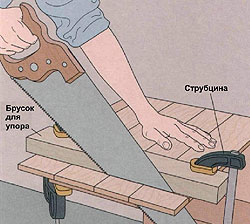 Струбцина
Брусок
для
упора